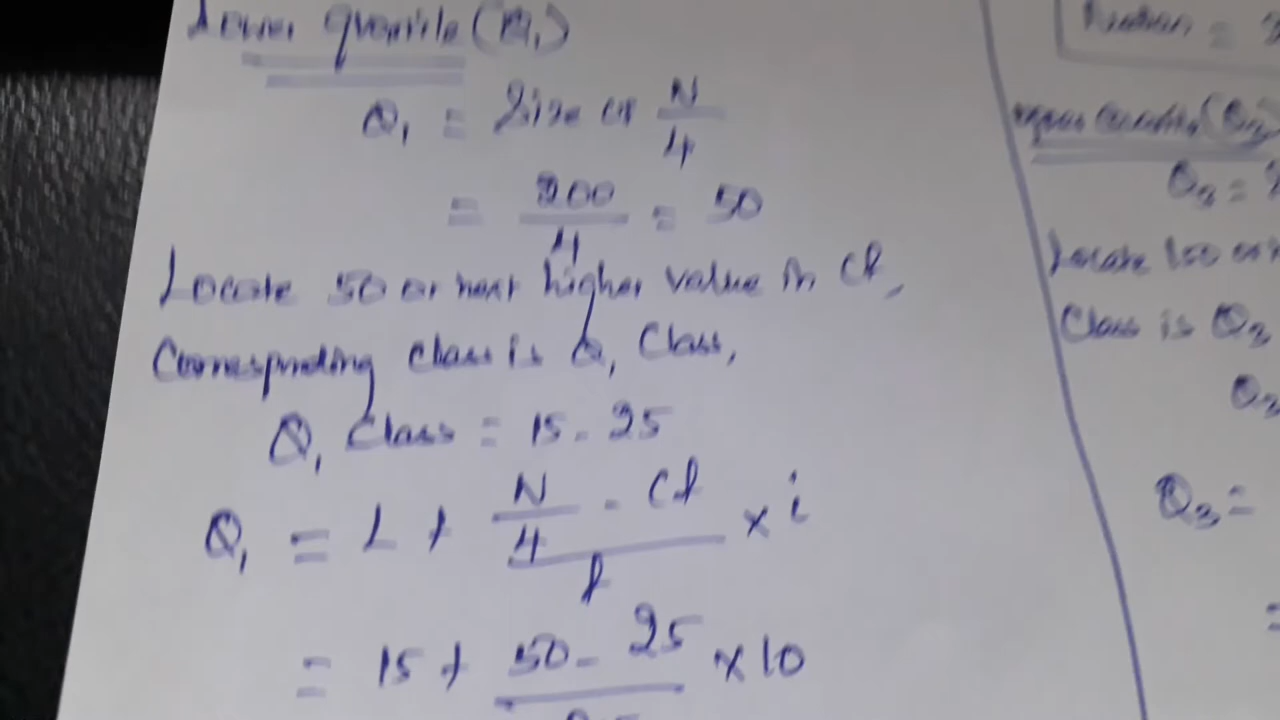 Lower quartile (Q₁)
Q₁ = Size of N/4
= 200/4 = 50
Locate 50 or next higher value in cf,
Corresponding class is Q₁ Class,
Q₁ Class = 15 - 25
Q₁ = L + (N/4 - cf)/f × i
= 15 + 50 - 25 × 10
Median =
Q₃ =
Locate 150 or
Class is Q₃
Q₃
Q₃ =
=